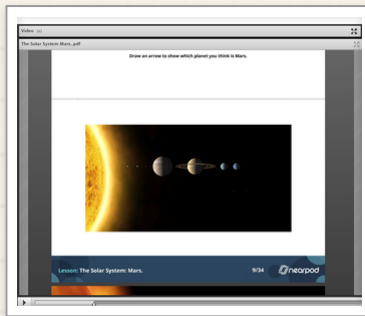 Video
The Solar System Mars..pdf
Draw an arrow to show which planet you think is Mars.
Lesson: The Solar System: Mars.
9/34
nearpod